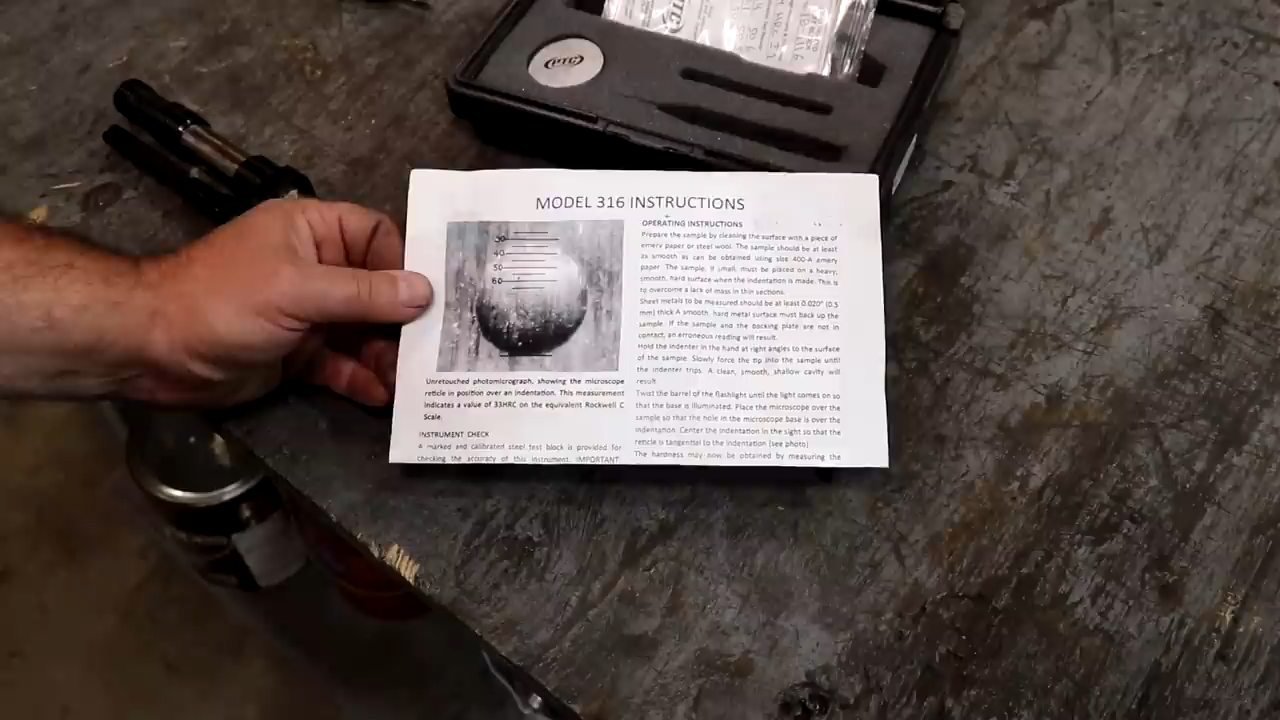 PTC
MODEL 316 INSTRUCTIONS
30
40
50
60
Unretouched photomicrograph, showing the microscope
reticle in position over an indentation. This measurement
indicates a value of 33HRC on the equivalent Rockwell C
Scale.
INSTRUMENT CHECK
A marked and calibrated steel test block is provided for
checking the accuracy of this instrument. IMPORTANT:
OPERATING INSTRUCTIONS
Prepare the sample by cleaning the surface with a piece of
emery paper or steel wool. The sample should be at least
as smooth as can be obtained using size 400-A emery
paper. The sample, if small, must be placed on a heavy,
smooth, hard surface when the indentation is made. This is
to overcome a lack of mass in thin sections.
Sheet metals to be measured should be at least 0.020" (0.5
mm) thick A smooth, hard metal surface must back up the
sample. If the sample and the backing plate are not in
contact, an erroneous reading will result.
Hold the indenter in the hand at right angles to the surface
of the sample. Slowly force the tip into the sample until
the indenter trips. A clean, smooth, shallow cavity will
result
Twist the barrel of the flashlight until the light comes on so
that the base is illuminated. Place the microscope over the
sample so that the hole in the microscope base is over the
indentation. Center the indentation in the sight so that the
reticle is tangential to the indentation (see photo)
The hardness may now be obtained by measuring the